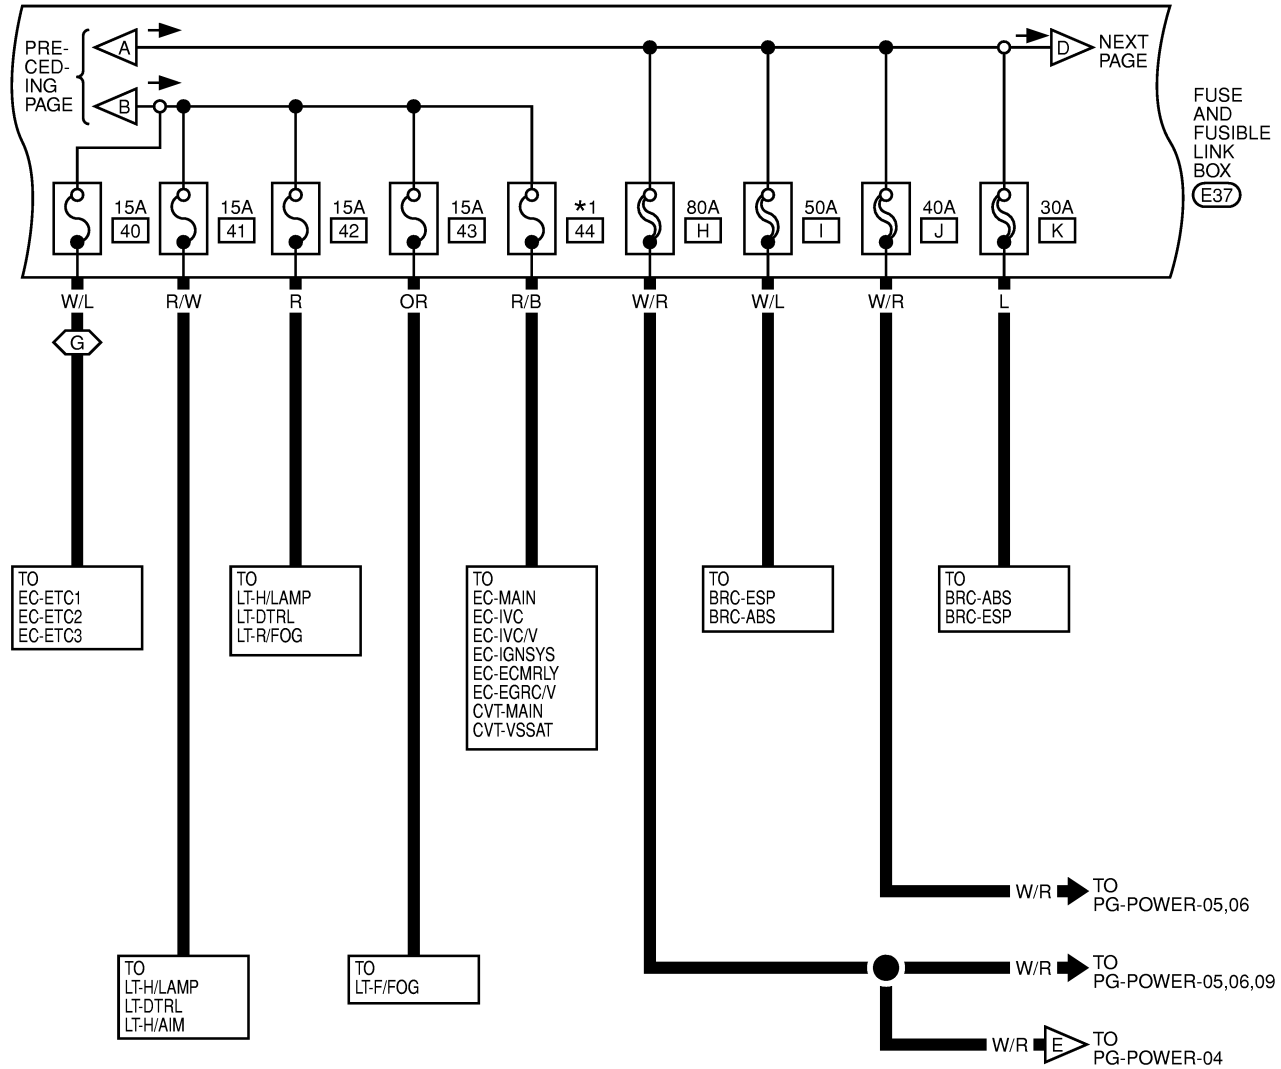 PRE-
CED-
ING
PAGE
A
B
D
NEXT
PAGE
FUSE
AND
FUSIBLE
LINK
BOX
E37
15A
40
15A
41
15A
42
15A
43
*1
44
80A
H
50A
I
40A
J
30A
K
W/L
R/W
R
OR
R/B
W/R
W/L
W/R
L
G
TO
EC-ETC1
EC-ETC2
EC-ETC3
TO
LT-H/LAMP
LT-DTRL
LT-R/FOG
TO
EC-MAIN
EC-IVC
EC-IVC/V
EC-IGNSYS
EC-ECMRLY
EC-EGRC/V
CVT-MAIN
CVT-VSSAT
TO
BRC-ESP
BRC-ABS
TO
BRC-ABS
BRC-ESP
W/R
TO
PG-POWER-05,06
TO
LT-H/LAMP
LT-DTRL
LT-H/AIM
TO
LT-F/FOG
W/R
TO
PG-POWER-05,06,09
W/R
E
TO
PG-POWER-04